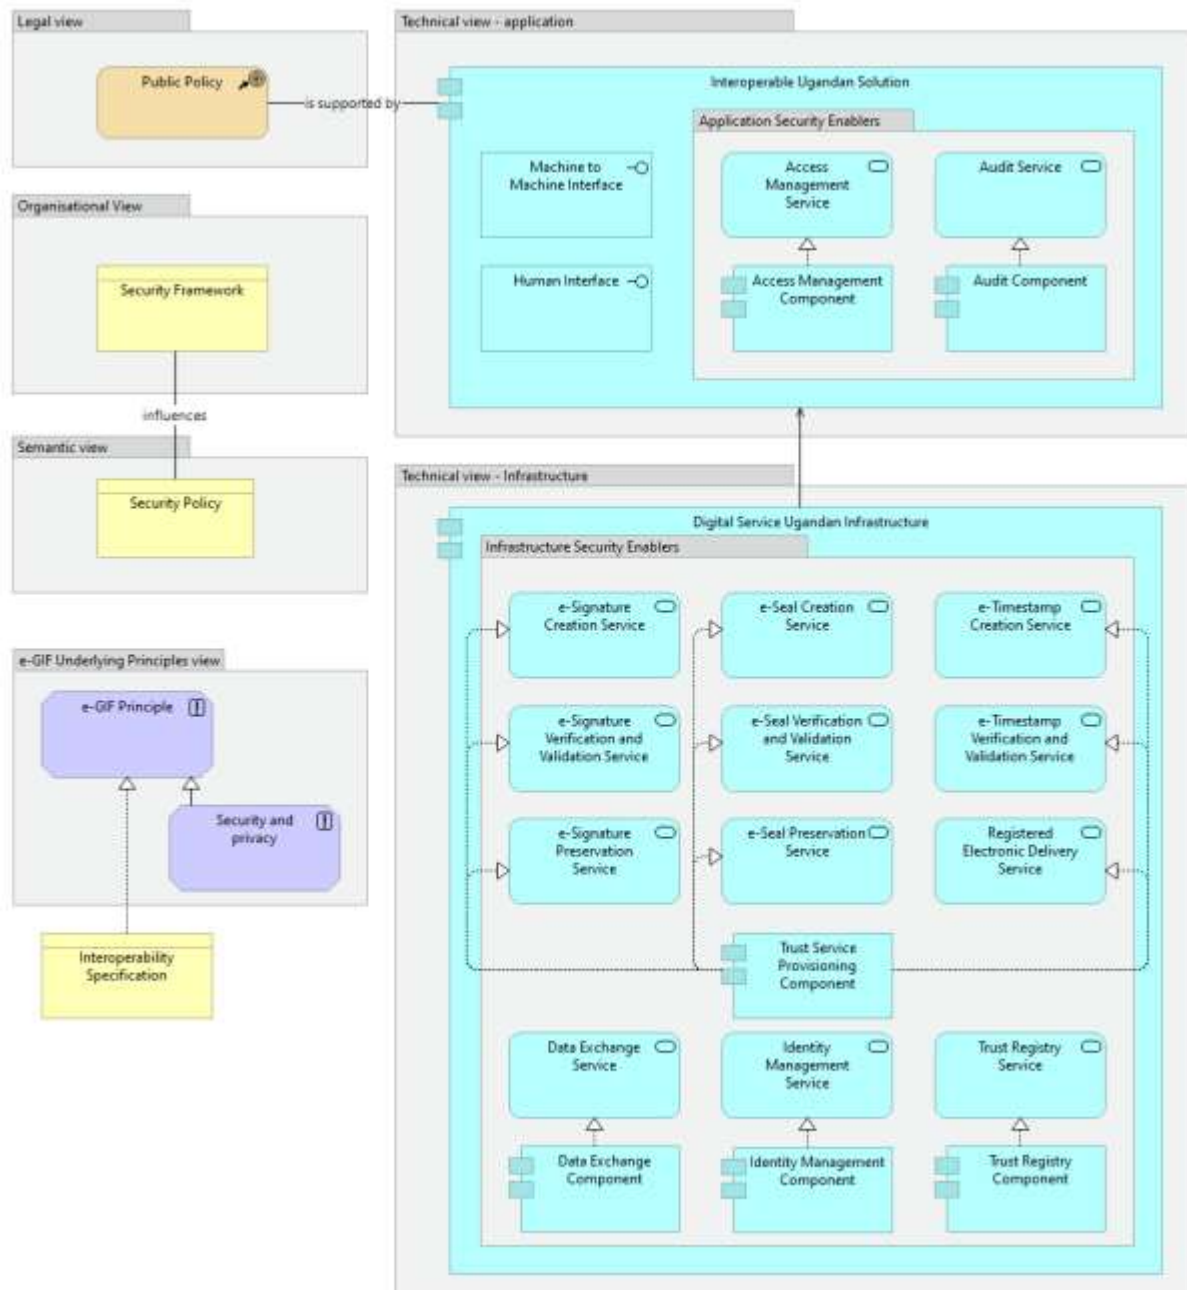 Legal view
Public Policy
is supported by
Organisational View
Security Framework
influences
Semantic view
Security Policy
e-GIF Underlying Principles view
e-GIF Principle
Security and
privacy
Interoperability
Specification
Technical view - application
Interoperable Ugandan Solution
Machine to
Machine Interface
Human Interface
Application Security Enablers
Access
Management
Service
Audit Service
Access Management
Component
Audit Component
Technical view - Infrastructure
Digital Service Ugandan Infrastructure
Infrastructure Security Enablers
e-Signature
Creation Service
e-Seal Creation
Service
e-Timestamp
Creation Service
e-Signature
Verification and
Validation Service
e-Seal Verification
and Validation
Service
e-Timestamp
Verification and
Validation Service
e-Signature
Preservation
Service
e-Seal Preservation
Service
Registered
Electronic Delivery
Service
Trust Service
Provisioning
Component
Data Exchange
Service
Identity
Management
Service
Trust Registry
Service
Data Exchange
Component
Identity Management
Component
Trust Registry
Component